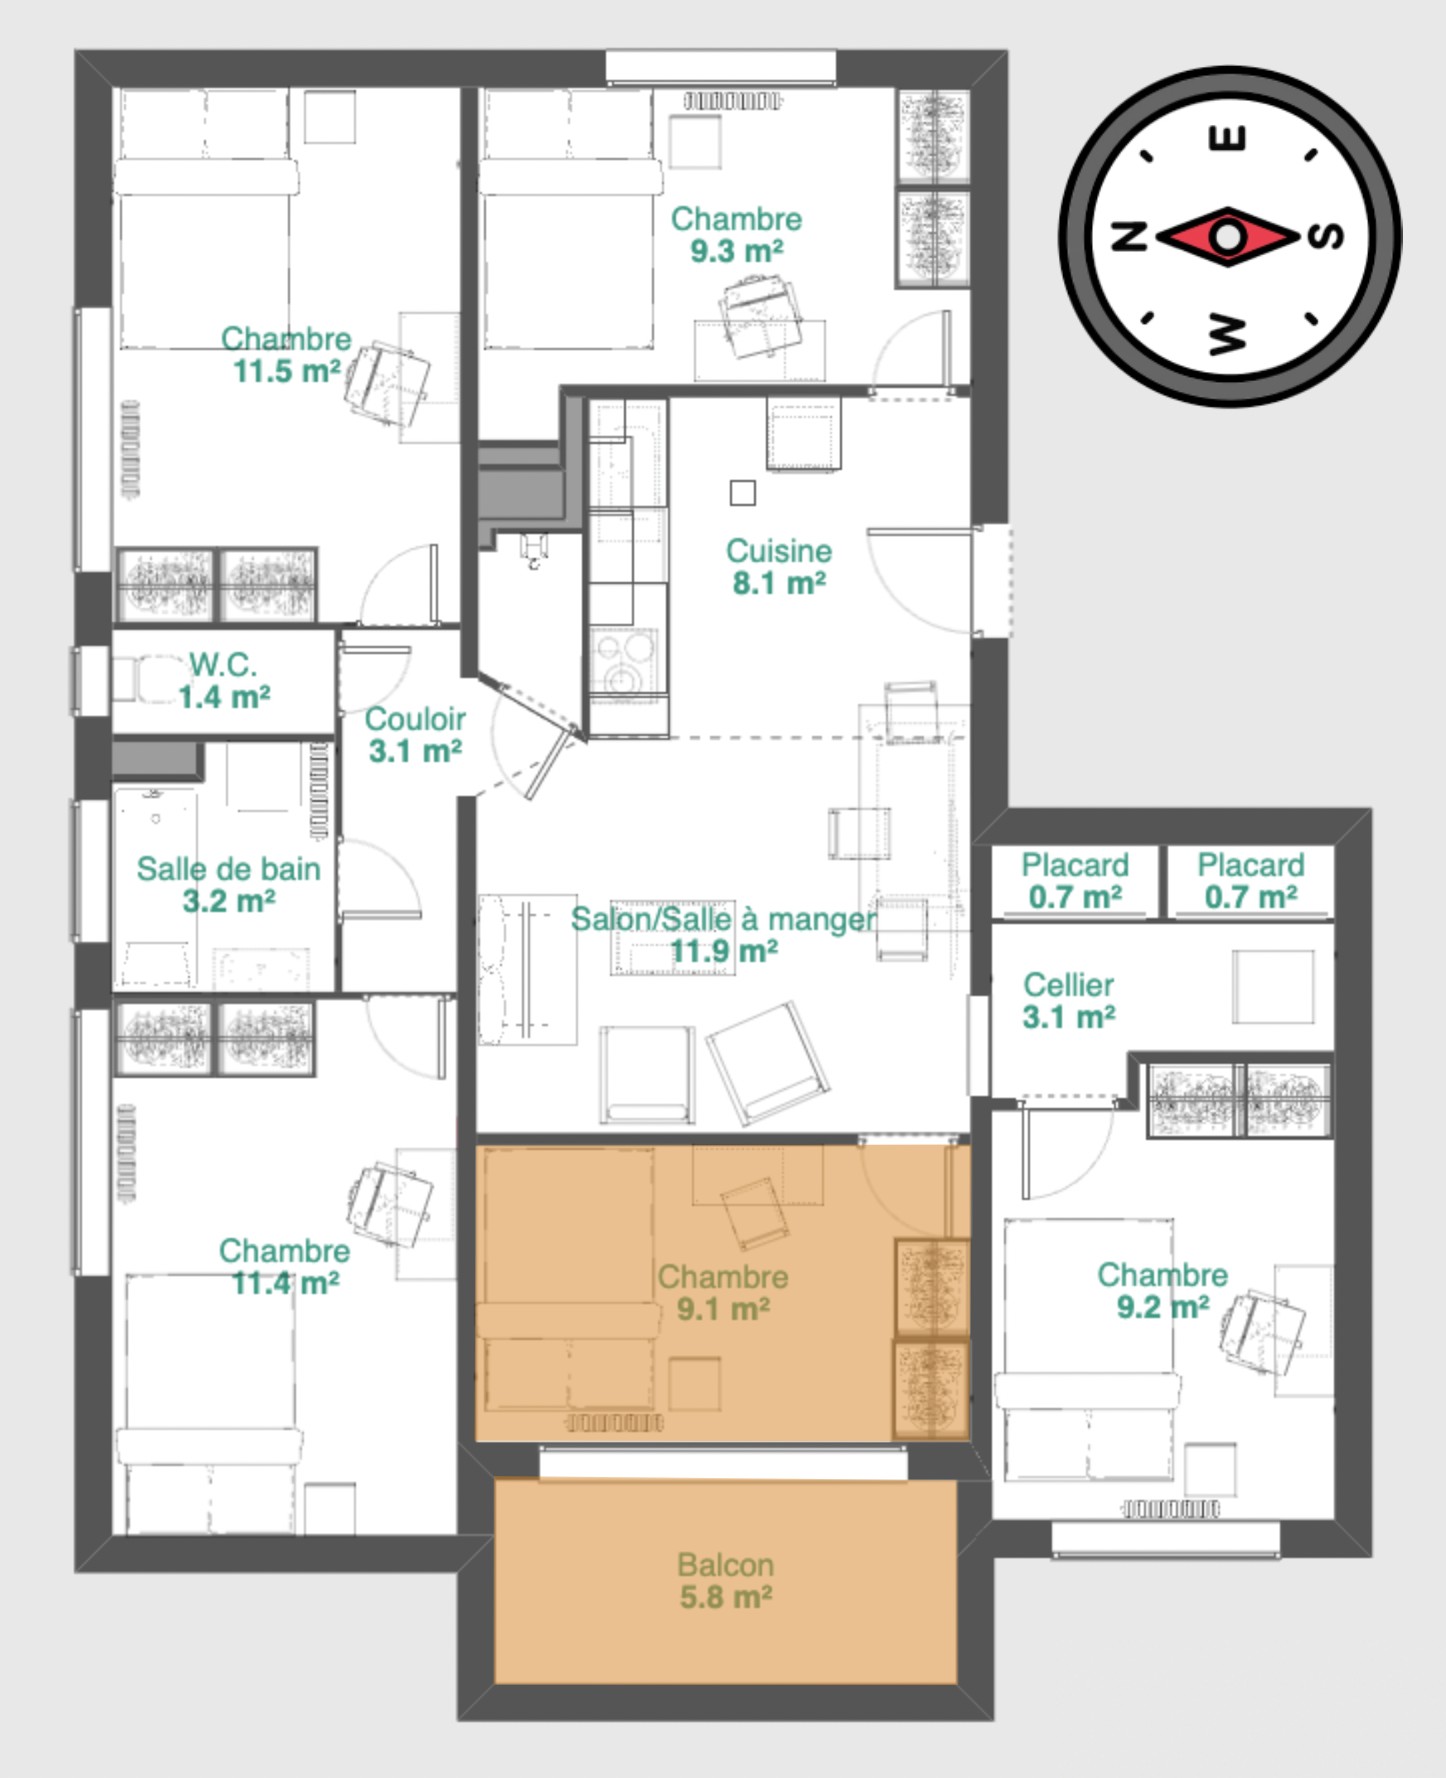 E
N
S
W
Chambre
9.3 m²
Chambre
11.5 m²
Cuisine
8.1 m²
W.C.
1.4 m²
Couloir
3.1 m²
Salle de bain
3.2 m²
Placard
0.7 m²
Placard
0.7 m²
Salon/Salle à manger
11.9 m²
Cellier
3.1 m²
Chambre
11.4 m²
Chambre
9.1 m²
Chambre
9.2 m²
Balcon
5.8 m²